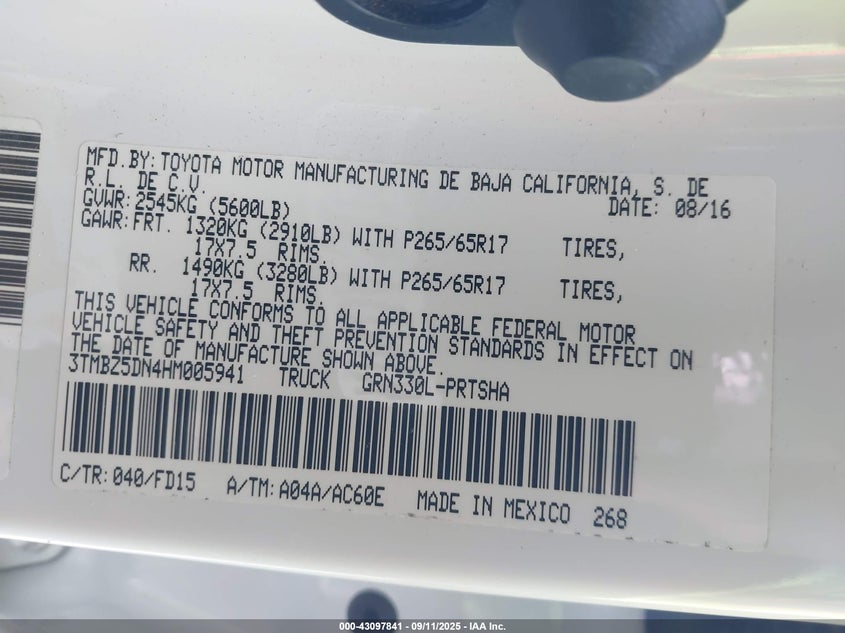 MFD.BY:TOYOTA MOTOR MANUFACTURING DE BAJA CALIFORNIA, S. DE
R.L. DE C.V.
DATE: 08/16
GVWR:2545KG (5600LB)
GAWR:FRT. 1320KG (2910LB) WITH P265/65R17 TIRES,
17X7.5 RIMS.
RR. 1490KG (3280LB) WITH P265/65R17 TIRES,
17X7.5 RIMS.
THIS VEHICLE CONFORMS TO ALL APPLICABLE FEDERAL MOTOR
VEHICLE SAFETY AND THEFT PREVENTION STANDARDS IN EFFECT ON
THE DATE OF MANUFACTURE SHOWN ABOVE.
3TMBZ5DN4HM005941 TRUCK GRN330L-PRTSHA
C/TR:040/FD15 A/TM:A04A/AC60E MADE IN MEXICO 268
000-43097841 - 09/11/2025 - IAA Inc.